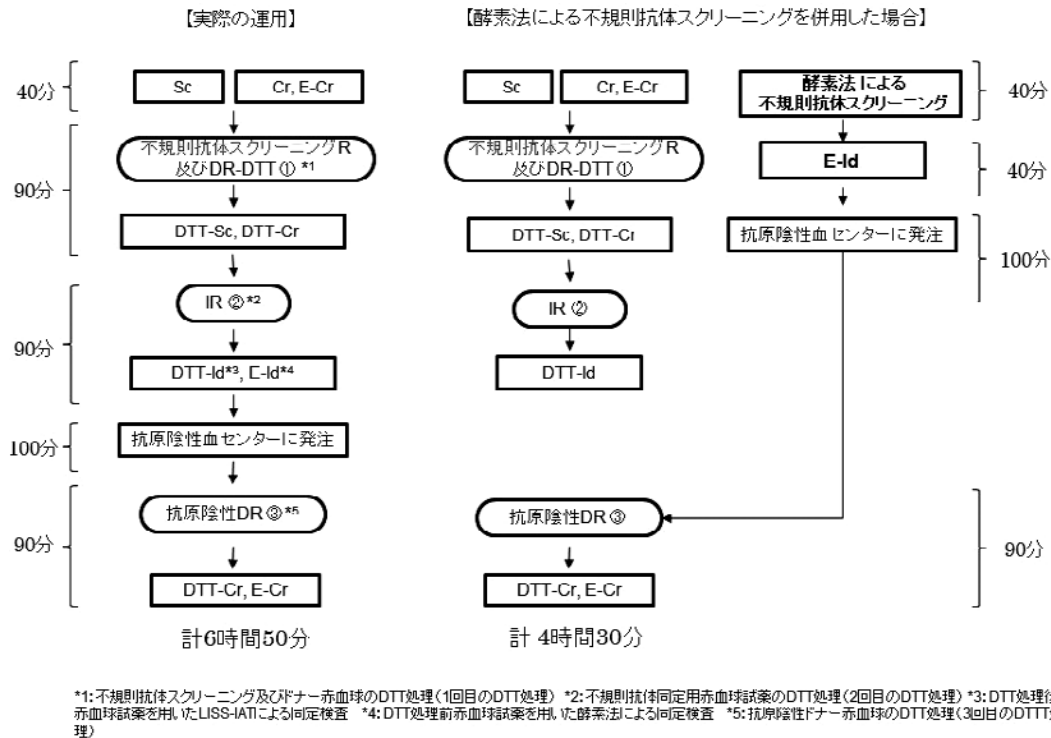 【実際の運用】
【酵素法による不規則抗体スクリーニングを併用した場合】
40分
Sc
Cr, E-Cr
90分
不規則抗体スクリーニングR
及びDR-DTT① *1
DTT-Sc, DTT-Cr
90分
IR ②*2
DTT-Id*3, E-Id*4
100分
抗原陰性血センターに発注
90分
抗原陰性DR ③*5
DTT-Cr, E-Cr
計6時間50分
Sc
Cr, E-Cr
不規則抗体スクリーニングR
及びDR-DTT①
DTT-Sc, DTT-Cr
IR ②
DTT-Id
抗原陰性DR ③
DTT-Cr, E-Cr
計 4時間30分
酵素法による
不規則抗体スクリーニング
40分
E-Id
40分
抗原陰性血センターに発注
100分
90分
*1:不規則抗体スクリーニング及びドナー赤血球のDTT処理(1回目のDTT処理) *2:不規則抗体同定用赤血球試薬のDTT処理(2回目のDTT処理) *3:DTT処理後
赤血球試薬を用いたLISS-IATによる同定検査 *4:DTT処理前赤血球試薬を用いた酵素法による同定検査 *5:抗原陰性ドナー赤血球のDTT処理(3回目のDTT処
理)